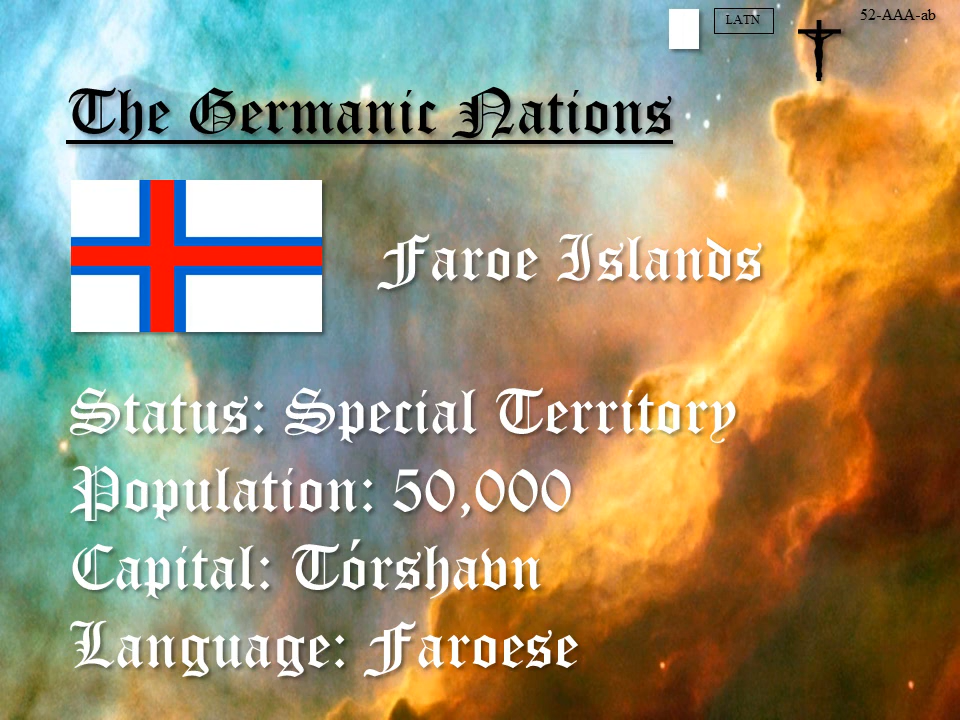 LATN
52-AAA-ab
The Germanic Nations
Faroe Islands
Status: Special Territory
Population: 50,000
Capital: Tórshavn
Language: Faroese